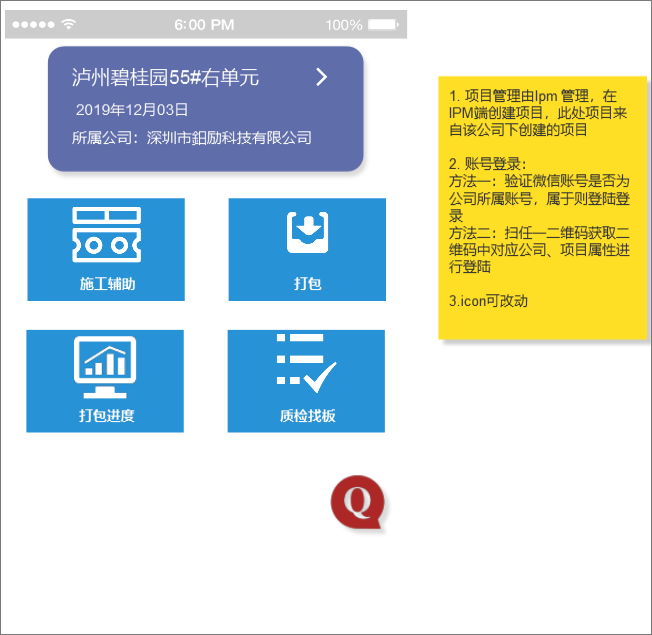 6:00 PM
100%
泸州碧桂园55#右单元
2019年12月03日
所属公司：深圳市鋁励科技有限公司
施工辅助
打包
打包进度
质检找板
Q
1. 项目管理由Ipm 管理，在
IPM端创建项目，此处项目来
自该公司下创建的项目
2. 账号登录：
方法一：验证微信账号是否为
公司所属账号，属于则登陆登
录
方法二：扫任一二维码获取二
维码中对应公司、项目属性进
行登陆
3.icon可改动